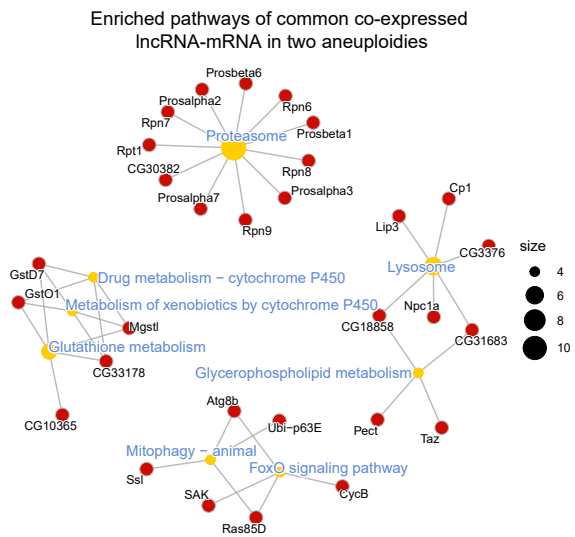 Enriched pathways of common co-expressed
lncRNA-mRNA in two aneuploidies
Prosbeta6
Prosalpha2
Rpn6
Rpn7
Prosbeta1
Proteasome
Rpt1
CG30382
Rpn8
Prosalpha7
Prosalpha3
Rpn9
Cp1
Lip3
CG3376
Lysosome
size
4
6
8
10
GstD7
Drug metabolism − cytochrome P450
GstO1
Metabolism of xenobiotics by cytochrome P450
Npc1a
Mgstl
CG18858
CG31683
Glutathione metabolism
CG33178
Glycerophospholipid metabolism
CG10365
Atg8b
Ubi−p63E
Pect
Taz
Mitophagy − animal
FoxO signaling pathway
Ssl
SAK
CycB
Ras85D